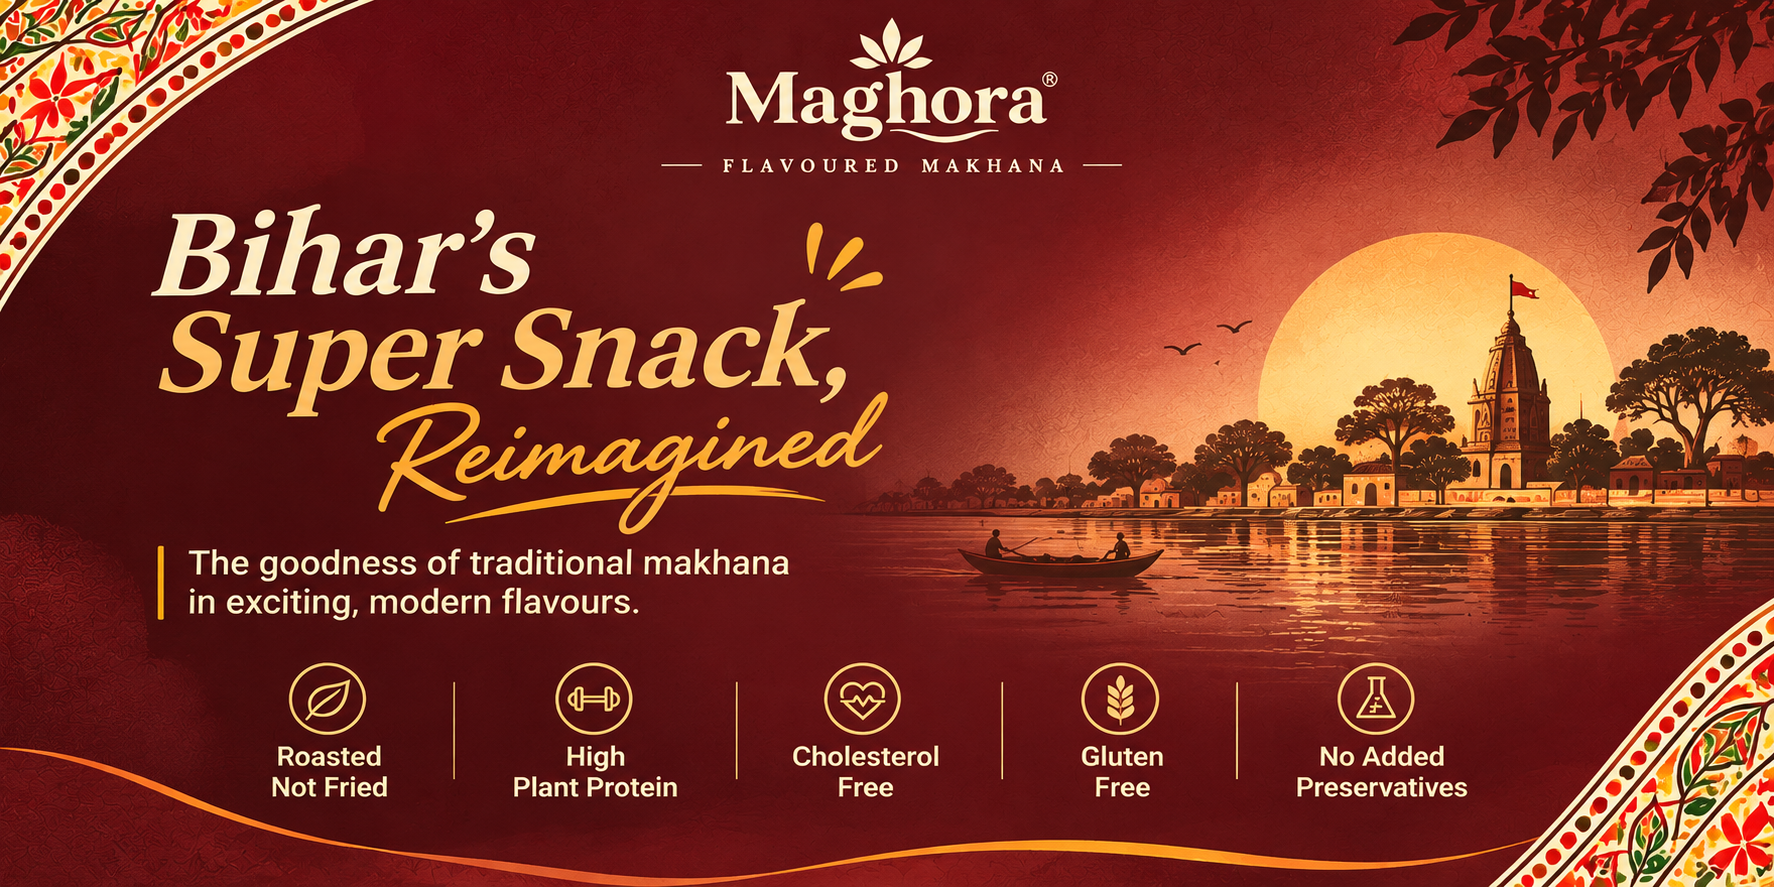 Maghora®
FLAVOURED MAKHANA
Bihar's
Super Snack,
Reimagined
The goodness of traditional makhana
in exciting, modern flavours.
Roasted
Not Fried
High
Plant Protein
Cholesterol
Free
Gluten
Free
No Added
Preservatives